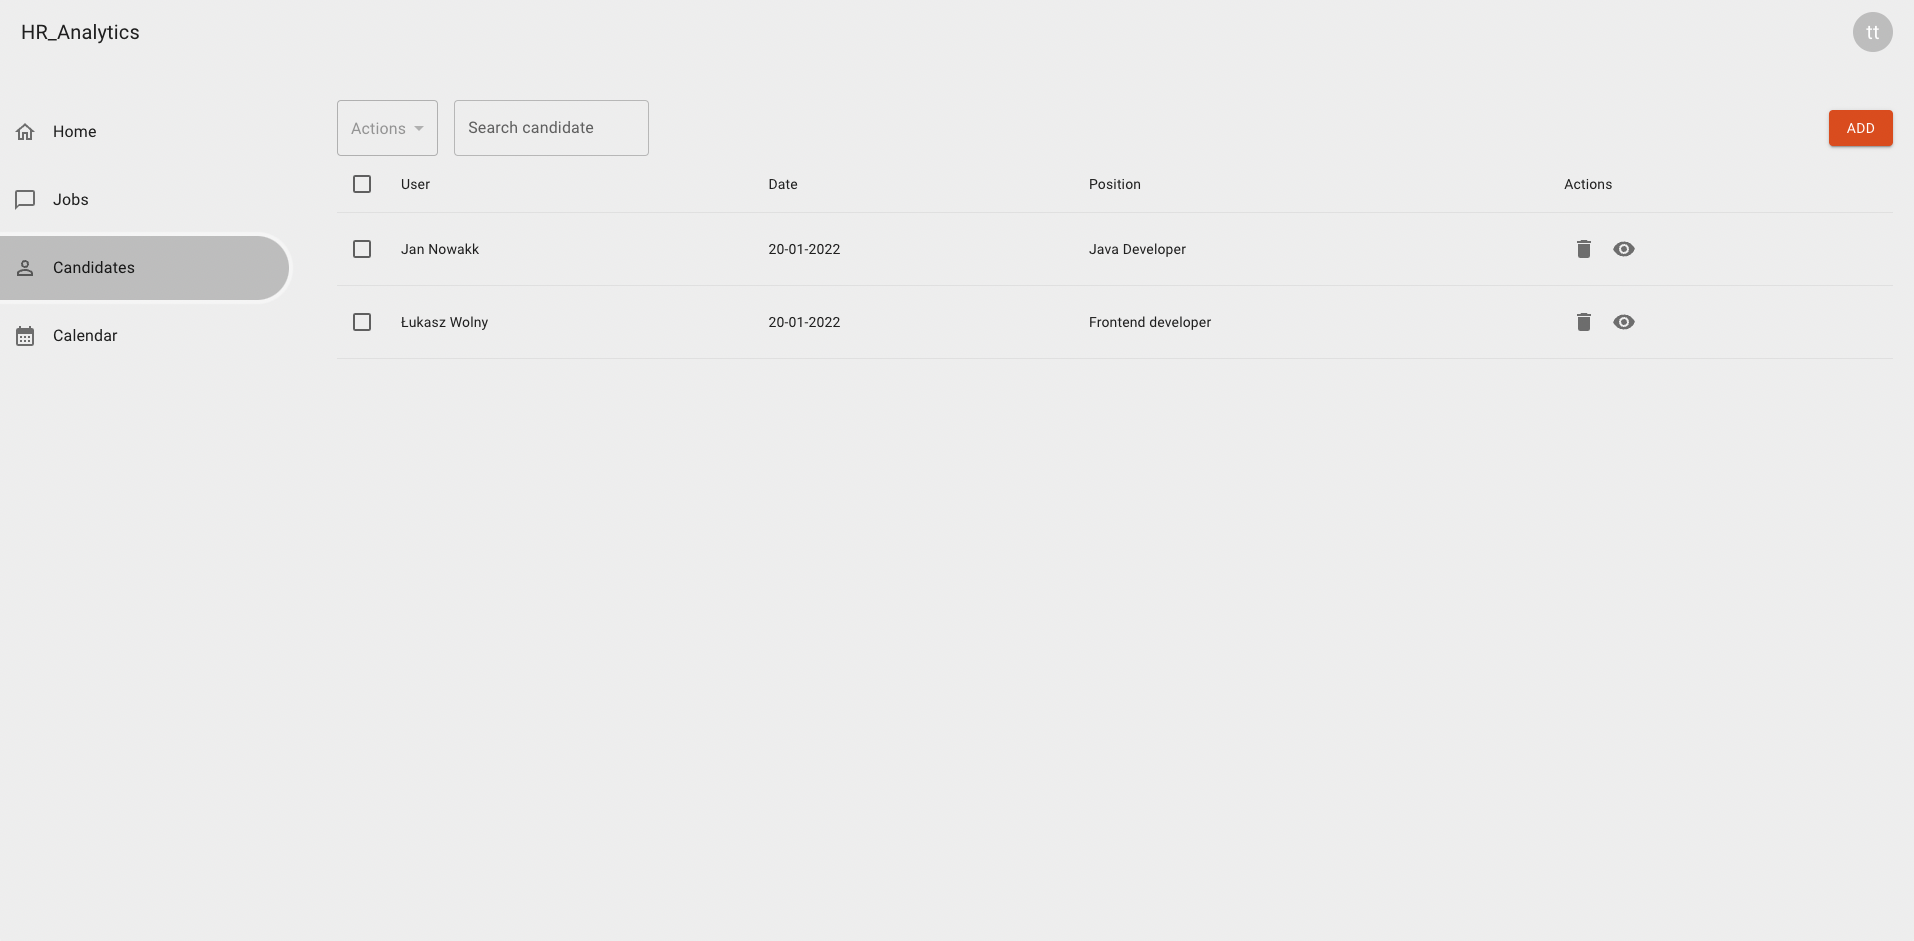 HR_Analytics
tt
Home
Jobs
Candidates
Calendar
Actions
Search candidate
ADD
User Date Position Actions
Jan Nowakk 20-01-2022 Java Developer
Łukasz Wolny 20-01-2022 Frontend developer